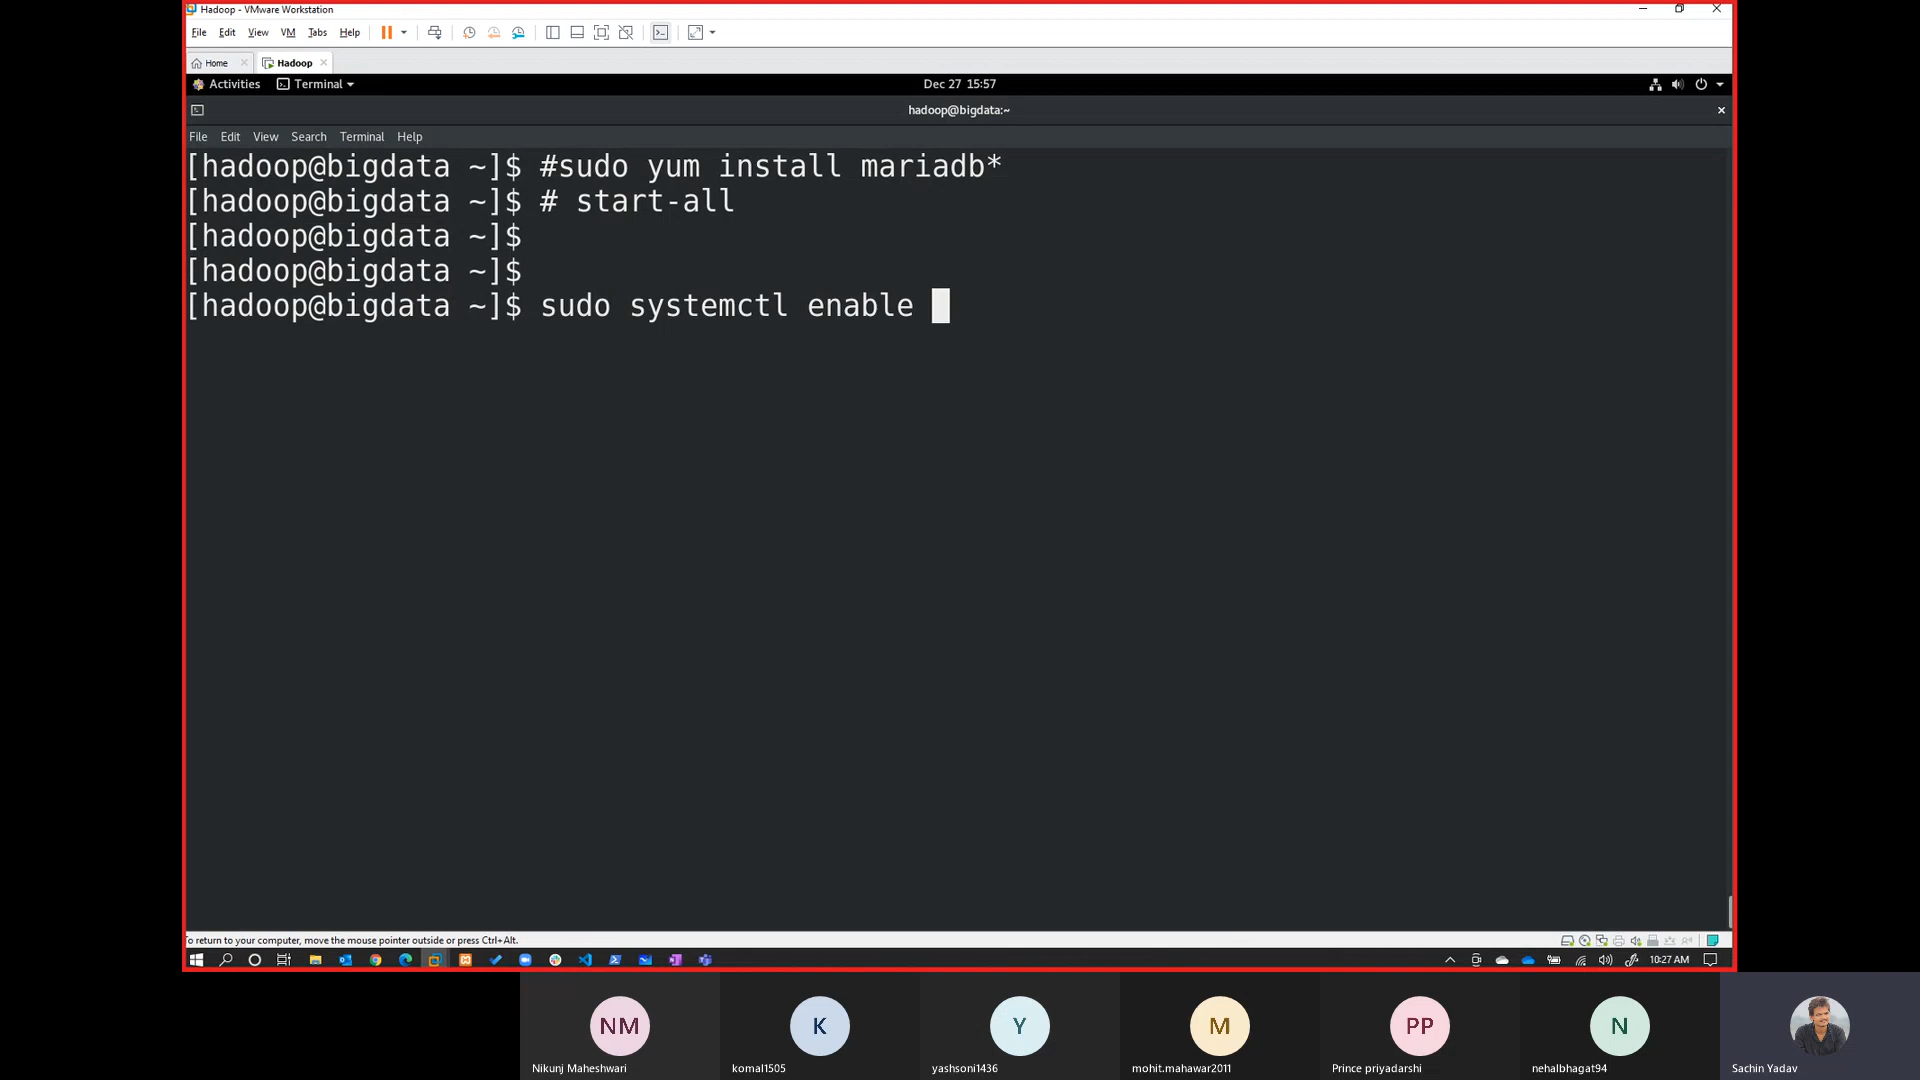 Hadoop - VMware Workstation
File Edit View VM Tabs Help
Home Hadoop
Activities Terminal Dec 27 15:57
hadoop@bigdata:~
File Edit View Search Terminal Help
[hadoop@bigdata ~]$ #sudo yum install mariadb*
[hadoop@bigdata ~]$ # start-all
[hadoop@bigdata ~]$
[hadoop@bigdata ~]$
[hadoop@bigdata ~]$ sudo systemctl enable
o return to your computer, move the mouse pointer outside or press Ctrl+Alt.
10:27 AM
NM K Y M PP N
Nikunj Maheshwari komal1505 yashsoni1436 mohit.mahawar2011 Prince priyadarshi nehalbhagat94 Sachin Yadav